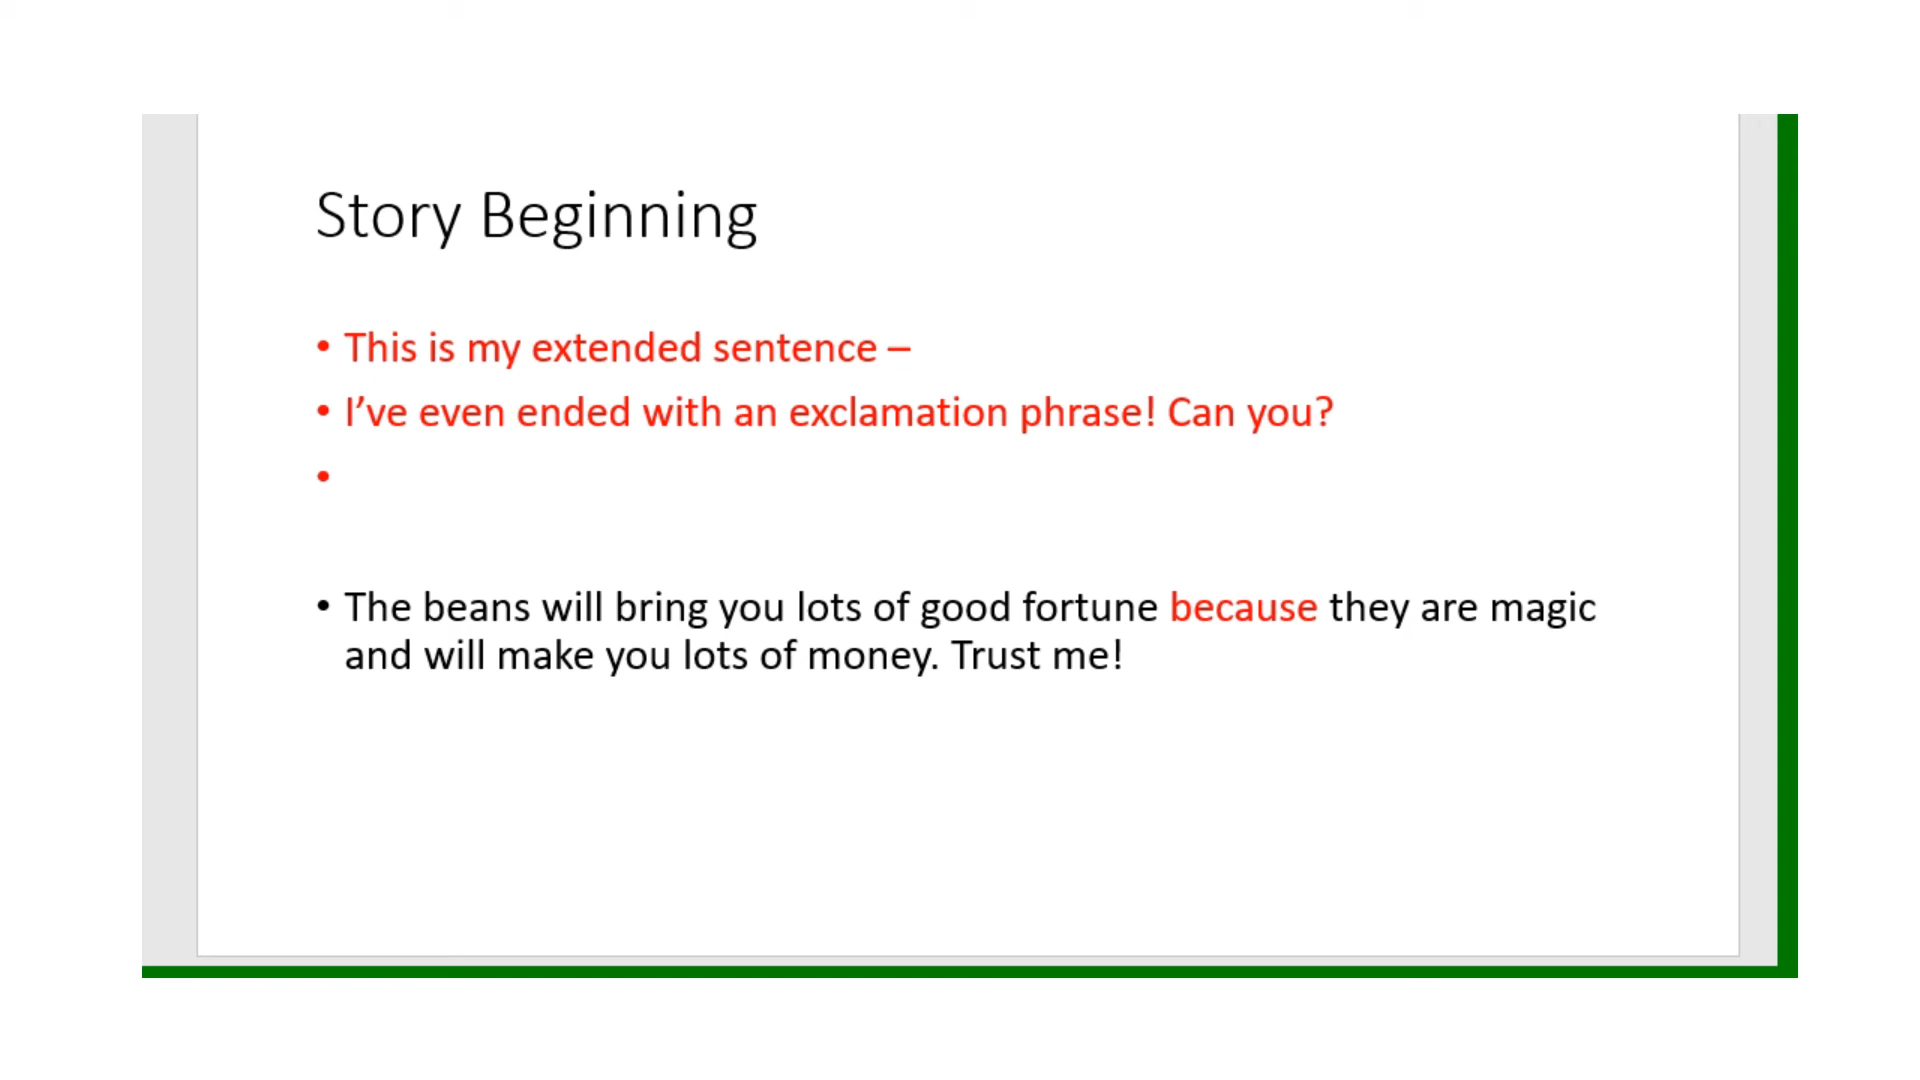 Story Beginning
• This is my extended sentence –
• I’ve even ended with an exclamation phrase! Can you?
•
• The beans will bring you lots of good fortune because they are magic
and will make you lots of money. Trust me!